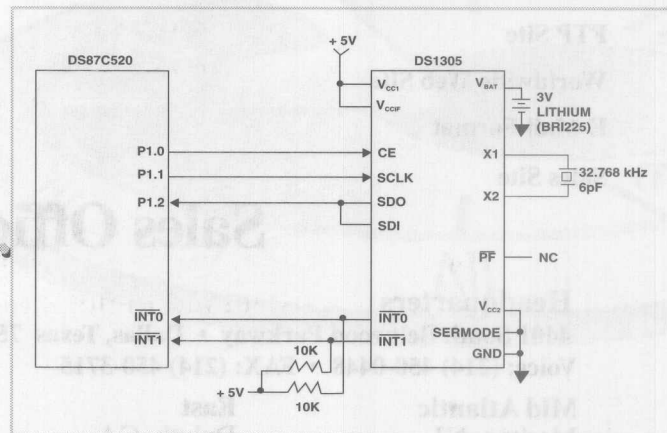 DS87C520
+ 5V
DS1305
VCC1
VCCIF
VBAT
3V
LITHIUM
(BRI225)
P1.0
CE
X1
P1.1
SCLK
32.768 kHz
6pF
P1.2
SDO
X2
SDI
PF
NC
INT0
INT0
VCC2
INT1
INT1
SERMODE
GND
10K
+ 5V
10K
FTP Site
Sales Offic
Headquarters
Mid Atlantic
East